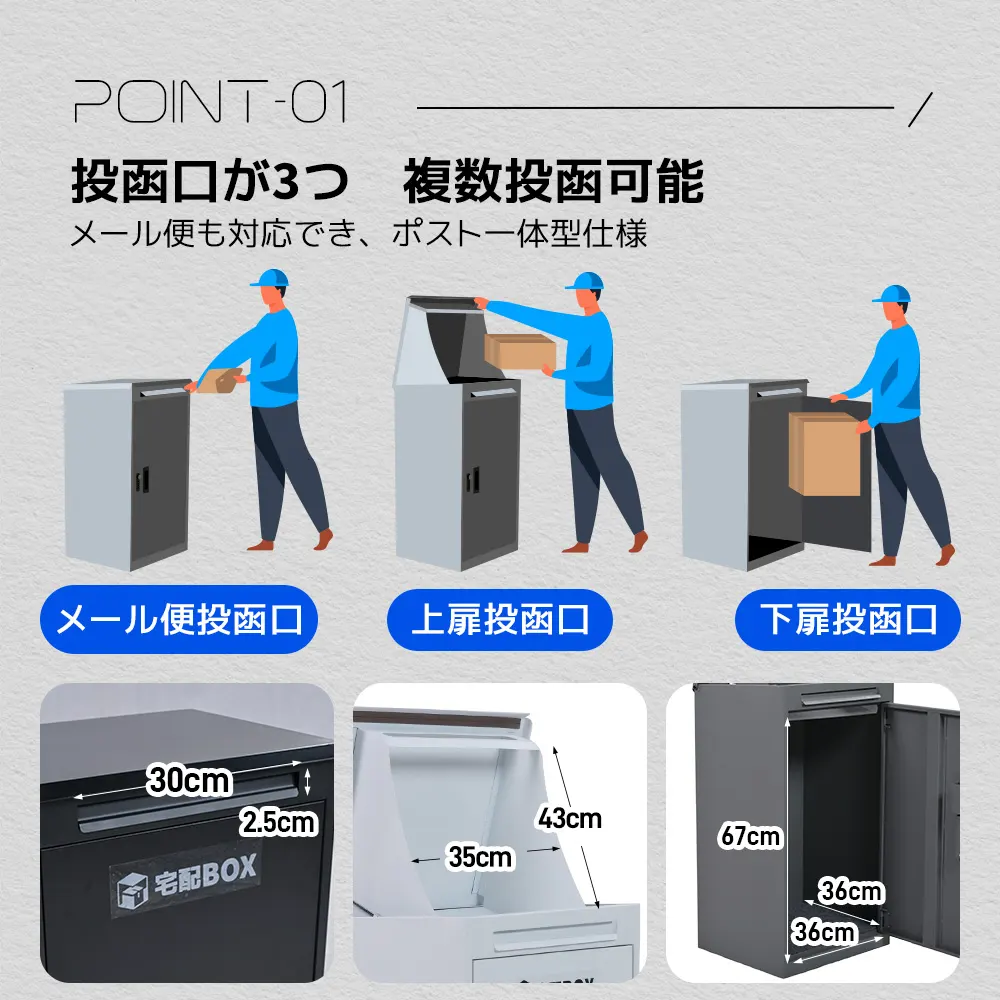 POINT-01
投函口が3つ 複数投函可能
メール便も対応でき、ポスト一体型仕様
メール便投函口
上扉投函口
下扉投函口
30cm
2.5cm
宅配BOX
43cm
35cm
67cm
36cm
36cm